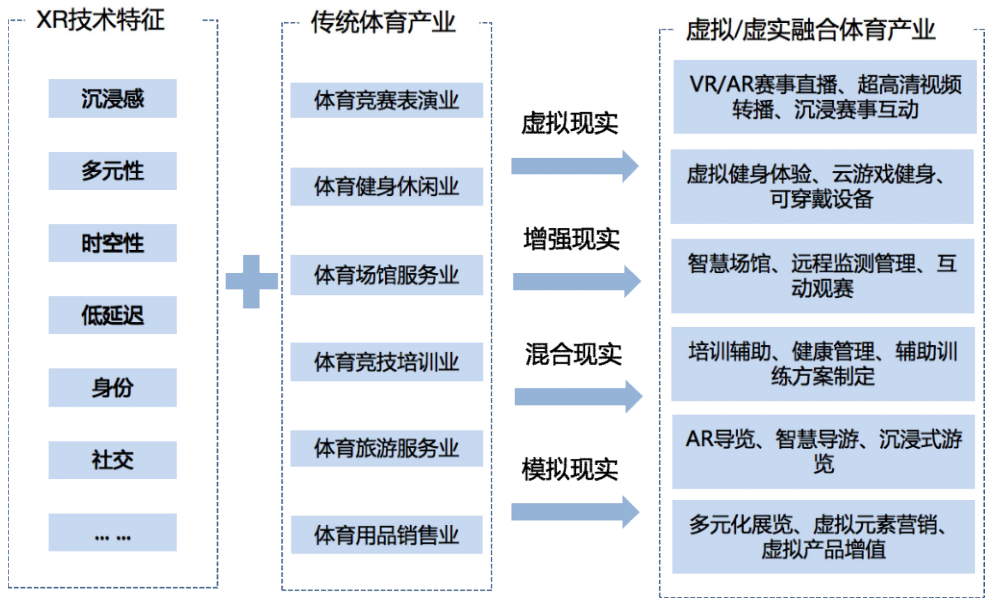 XR技术特征
沉浸感
多元性
时空性
低延迟
身份
社交
... ...
传统体育产业
体育竞赛表演业
体育健身休闲业
体育场馆服务业
体育竞技培训业
体育旅游服务业
体育用品销售业
虚拟现实
增强现实
混合现实
模拟现实
虚拟/虚实融合体育产业
VR/AR赛事直播、超高清视频
转播、沉浸赛事互动
虚拟健身体验、云游戏健身、
可穿戴设备
智慧场馆、远程监测管理、互
动观赛
培训辅助、健康管理、辅助训
练方案制定
AR导览、智慧导游、沉浸式游
览
多元化展览、虚拟元素营销、
虚拟产品增值